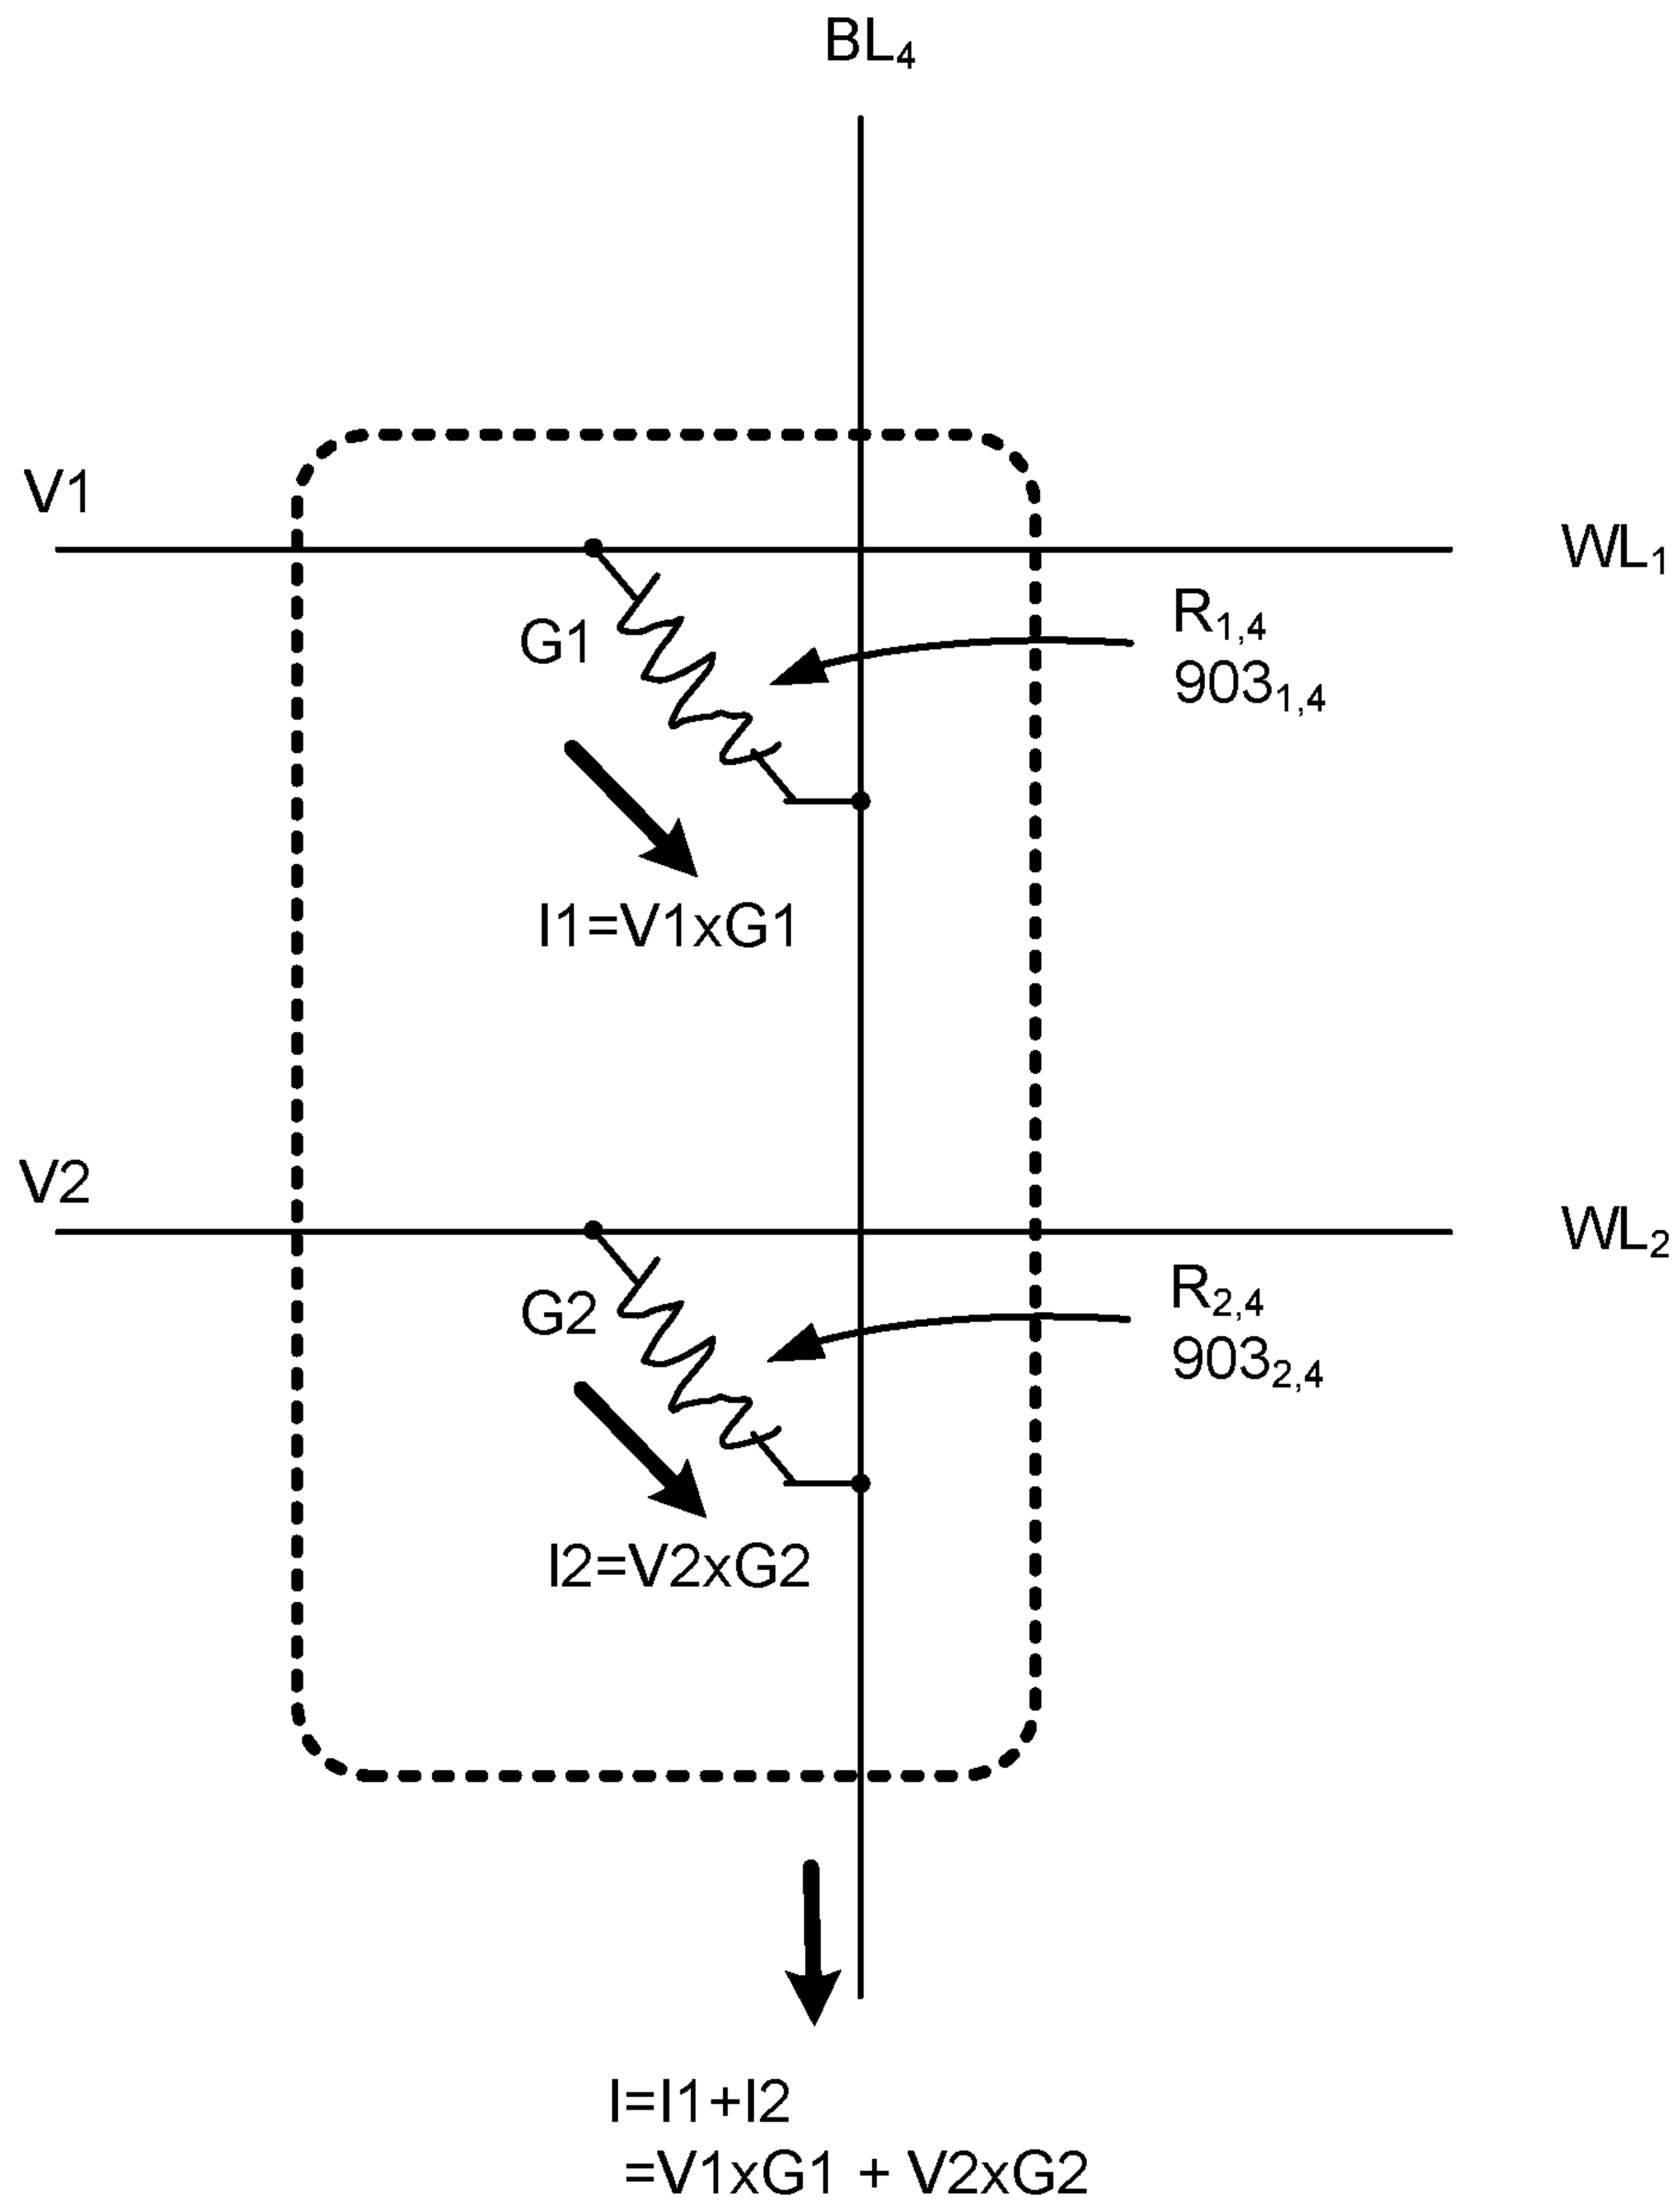 BL4
V1
WL1
G1
R1,4
9031,4
I1=V1xG1
V2
WL2
G2
R2,4
9032,4
I2=V2xG2
I=I1+I2
=V1xG1 + V2xG2